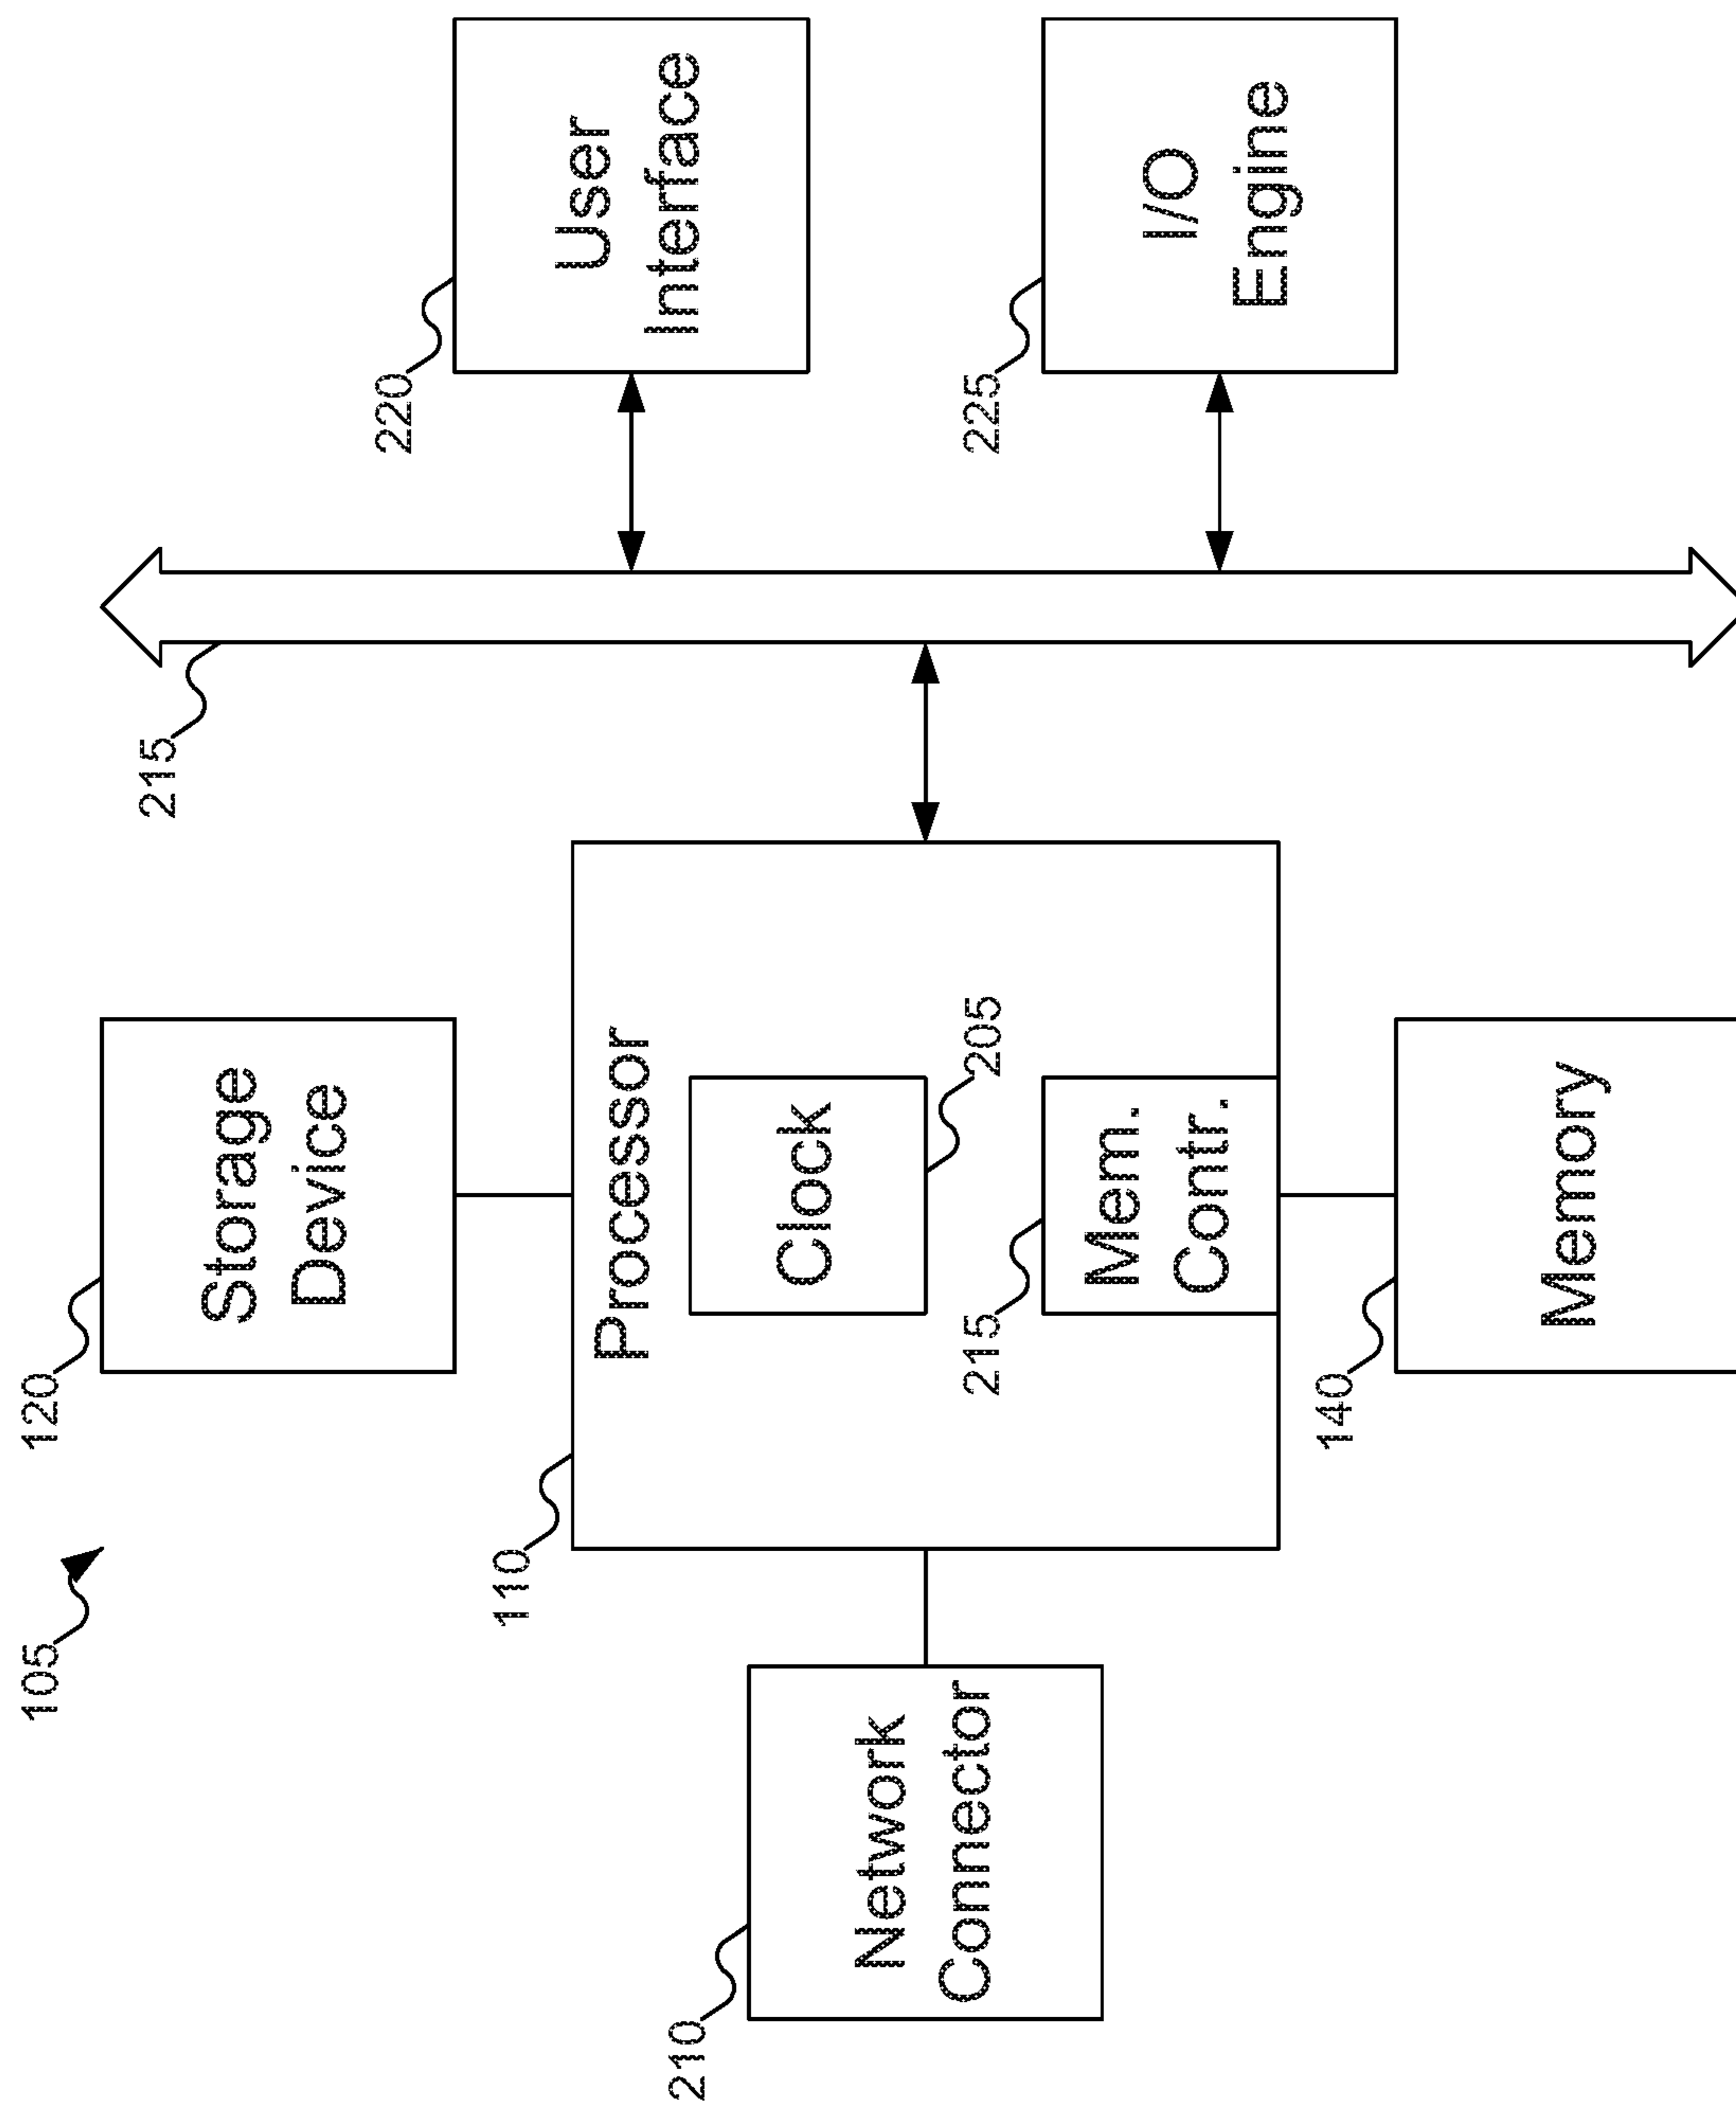 105
120
Storage
Device
215
220
User
Interface
110
Processor
210
Network
Connector
Clock
205
225
I/O
Engine
215
Mem.
Contr.
140
Memory